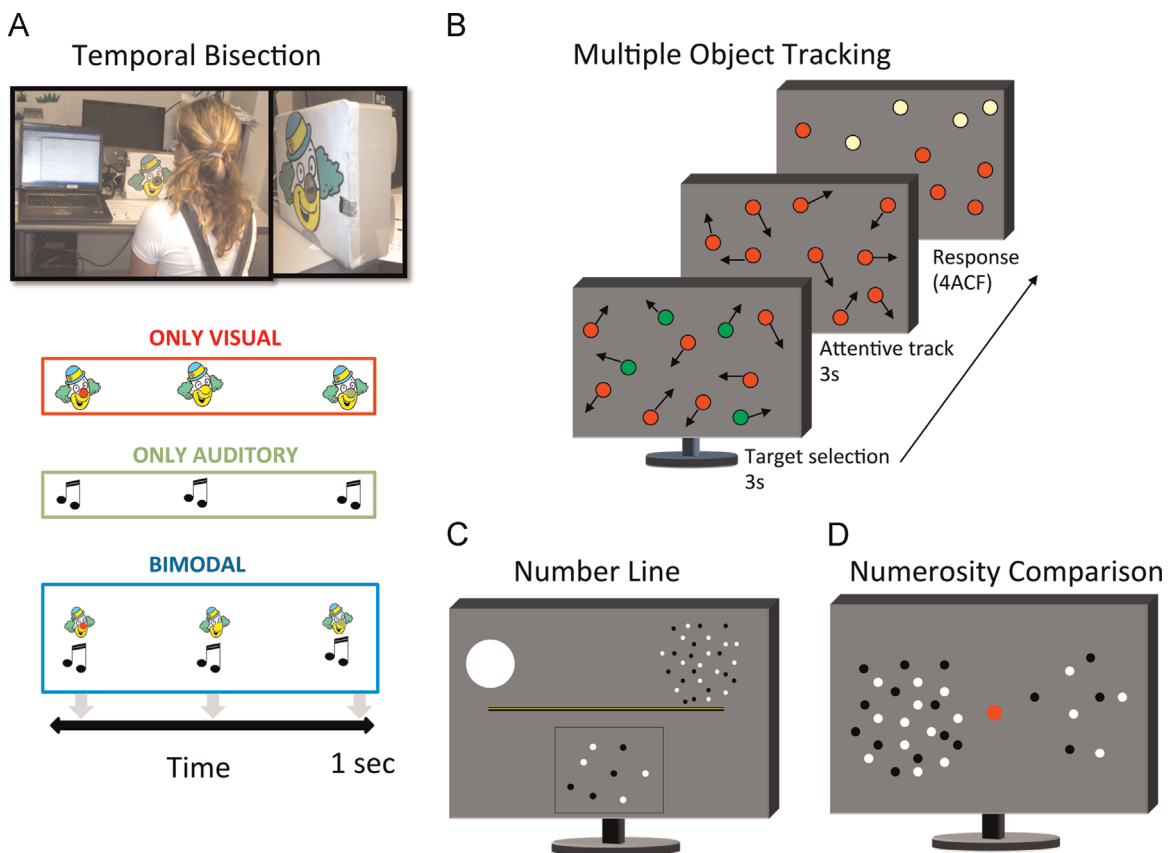 A
Temporal Bisection
ONLY VISUAL
ONLY AUDITORY
BIMODAL
Time
1 sec
B
Multiple Object Tracking
Response
(4ACF)
Attentive track
3s
Target selection
3s
C
Number Line
D
Numerosity Comparison